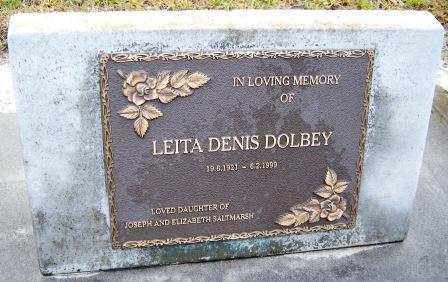 IN LOVING MEMORY
OF
LEITA DENIS DOLBEY
19.6.1921 - 6.2.1999
LOVED DAUGHTER OF
JOSEPH AND ELIZABETH SALTMARSH